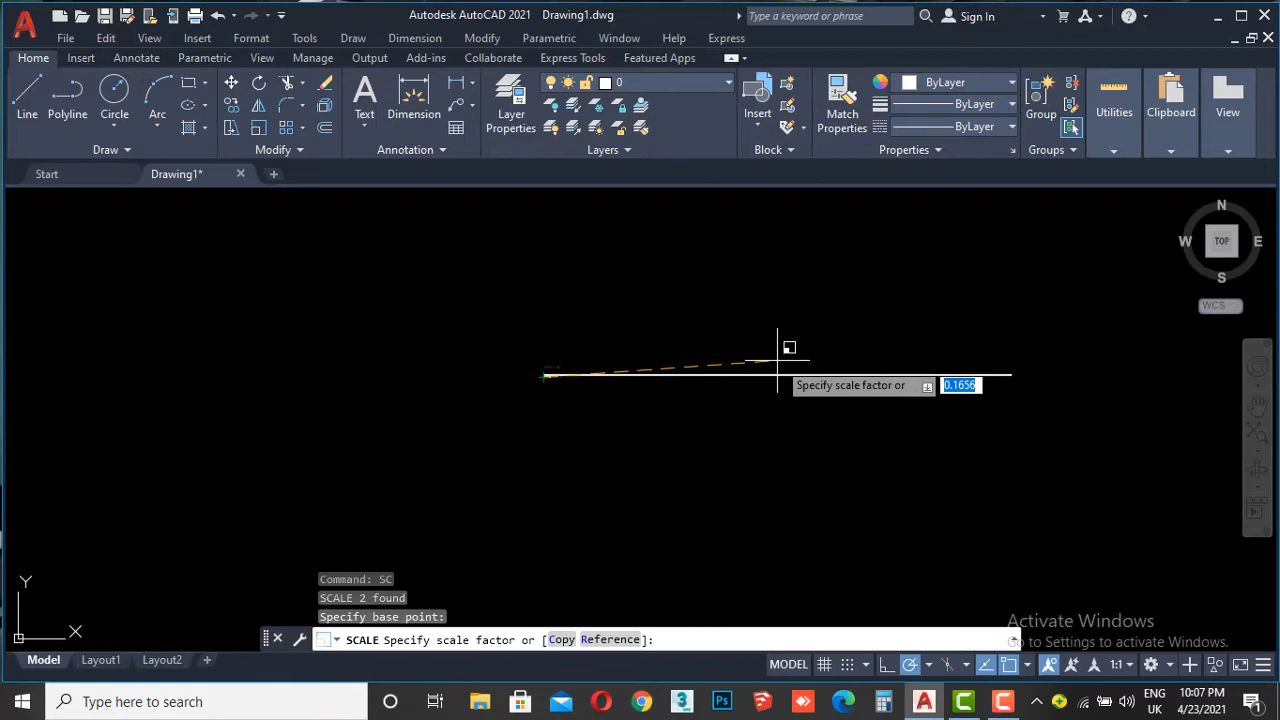 Autodesk AutoCAD 2021 Drawing1.dwg
Type a keyword or phrase
Sign In
File Edit View Insert Format Tools Draw Dimension Modify Parametric Window Help Express
Home Insert Annotate Parametric View Manage Output Add-ins Collaborate Express Tools Featured Apps
0
ByLayer
ByLayer
ByLayer
Line Polyline Circle Arc
Text Dimension
Layer
Properties
Insert
Match
Properties
Group
Utilities
Clipboard
View
Draw Modify Annotation Layers Block Properties Groups
Start Drawing1*
N
W TOP E
S
WCS
Specify scale factor or 0.1656
Y
X
Command: SC
SCALE 2 found
Specify base point:
SCALE Specify scale factor or [Copy Reference]:
Activate Windows
Go to Settings to activate Windows.
Model Layout1 Layout2
MODEL
1:1
Type here to search
3
Ps
ENG
UK
10:07 PM
4/23/2021
1